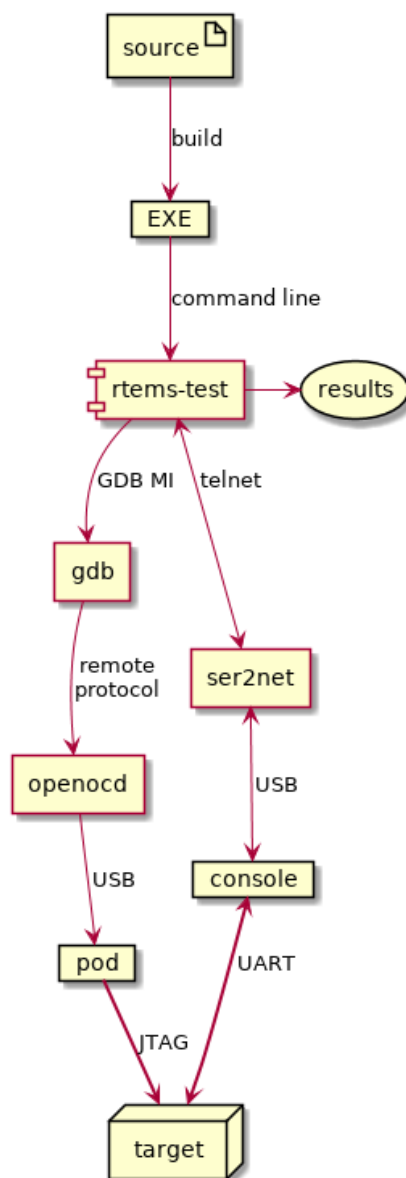 source
build
EXE
command line
rtems-test
results
GDB MI
telnet
gdb
ser2net
remote
protocol
openocd
USB
USB
console
pod
UART
JTAG
target